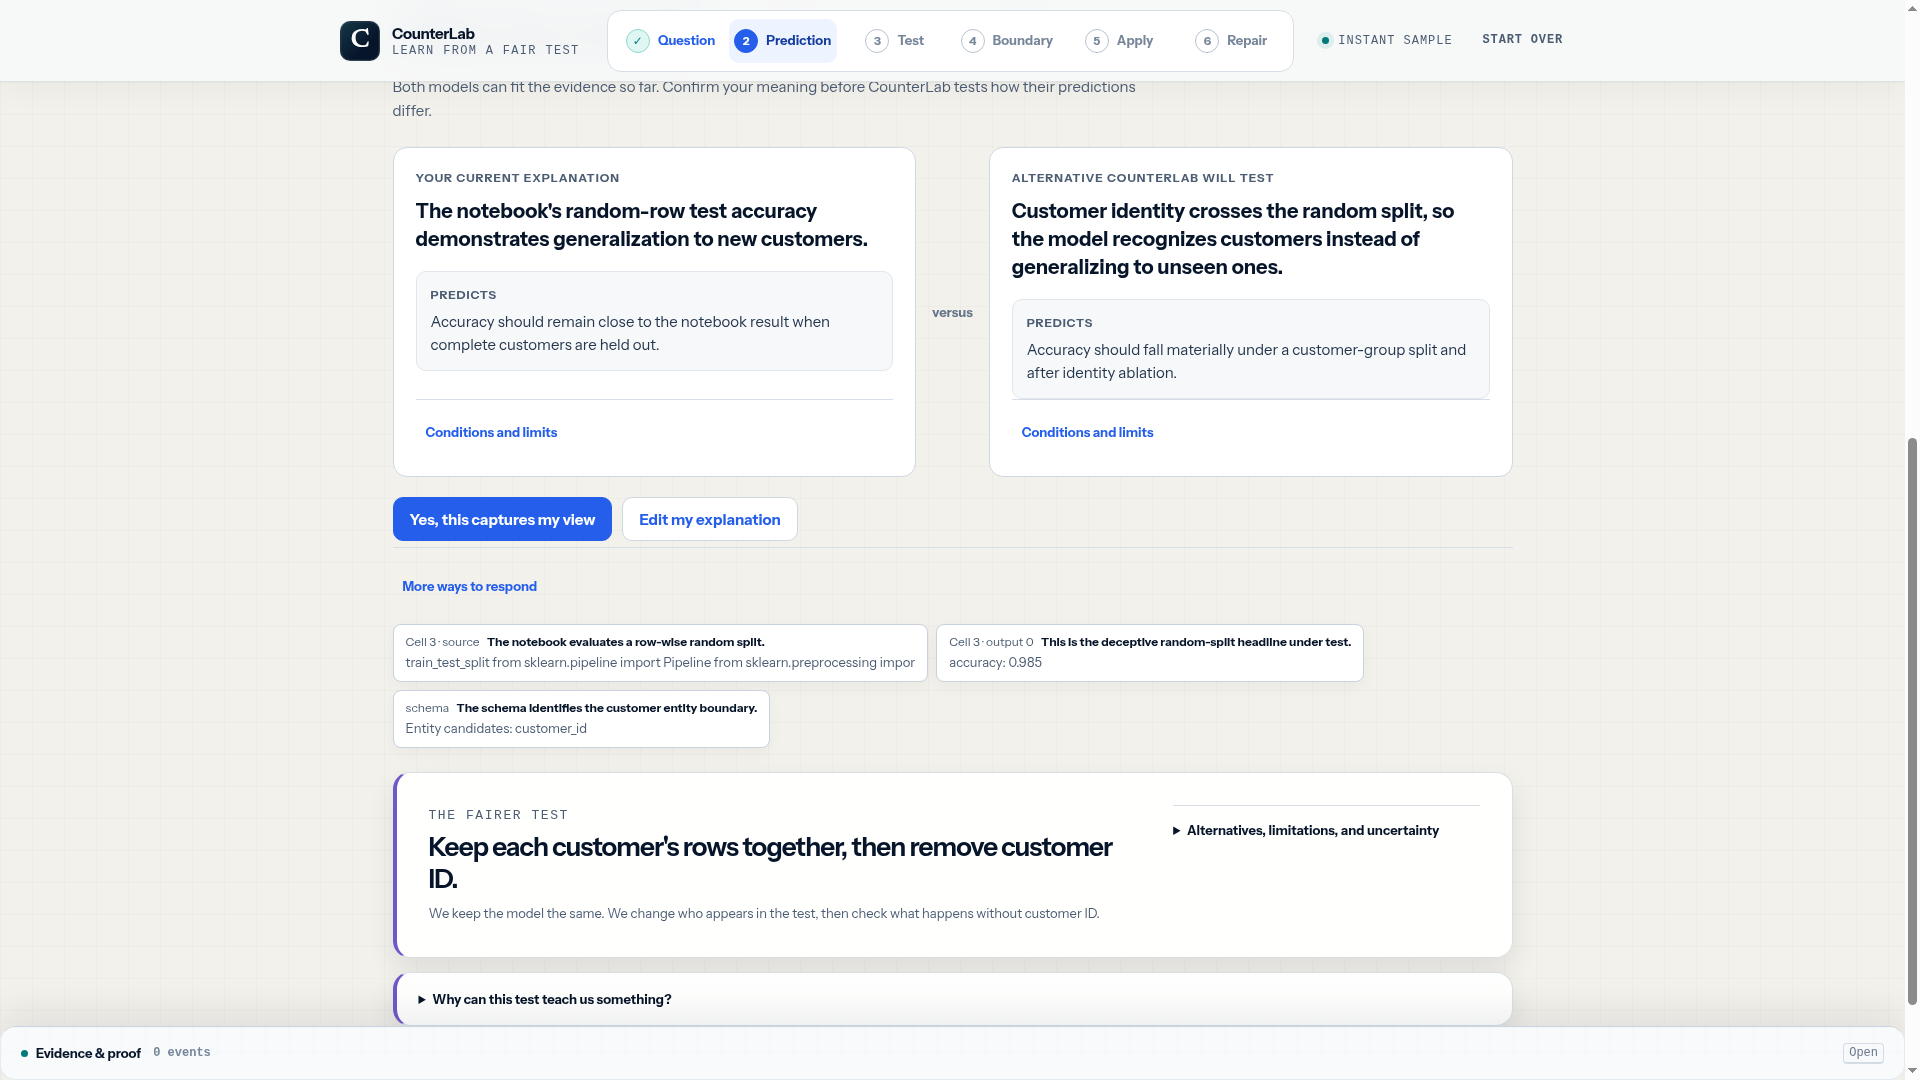 C
CounterLab
LEARN FROM A FAIR TEST
✓ Question
2 Prediction
3 Test
4 Boundary
5 Apply
6 Repair
INSTANT SAMPLE
START OVER
Both models can fit the evidence so far. Confirm your meaning before CounterLab tests how their predictions
differ.
YOUR CURRENT EXPLANATION
The notebook's random-row test accuracy
demonstrates generalization to new customers.
PREDICTS
Accuracy should remain close to the notebook result when
complete customers are held out.
Conditions and limits
versus
ALTERNATIVE COUNTERLAB WILL TEST
Customer identity crosses the random split, so
the model recognizes customers instead of
generalizing to unseen ones.
PREDICTS
Accuracy should fall materially under a customer-group split and
after identity ablation.
Conditions and limits
Yes, this captures my view
Edit my explanation
More ways to respond
Cell 3 · source The notebook evaluates a row-wise random split.
train_test_split from sklearn.pipeline import Pipeline from sklearn.preprocessing impor
Cell 3 · output 0 This is the deceptive random-split headline under test.
accuracy: 0.985
schema The schema identifies the customer entity boundary.
Entity candidates: customer_id
THE FAIRER TEST
Keep each customer's rows together, then remove customer
ID.
We keep the model the same. We change who appears in the test, then check what happens without customer ID.
Alternatives, limitations, and uncertainty
Why can this test teach us something?
Evidence & proof 0 events
Open